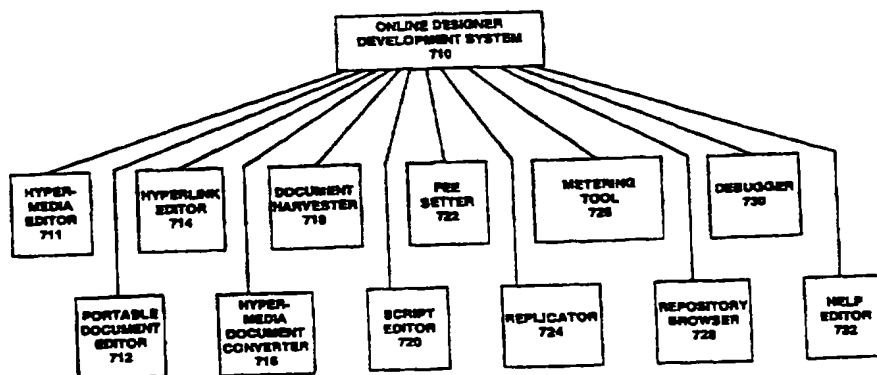 ONLINE DESIGNER
DEVELOPMENT SYSTEM
710
HYPER-
MEDIA
EDITOR
711
HYPERLINK
EDITOR
714
DOCUMENT
HARVESTER
718
FEE
SETTER
722
METERING
TOOL
726
DEBUGGER
730
PORTABLE
DOCUMENT
EDITOR
712
HYPER-
MEDIA
DOCUMENT
CONVERTER
716
SCRIPT
EDITOR
720
REPLICATOR
724
REPOSITORY
BROWSER
728
HELP
EDITOR
732